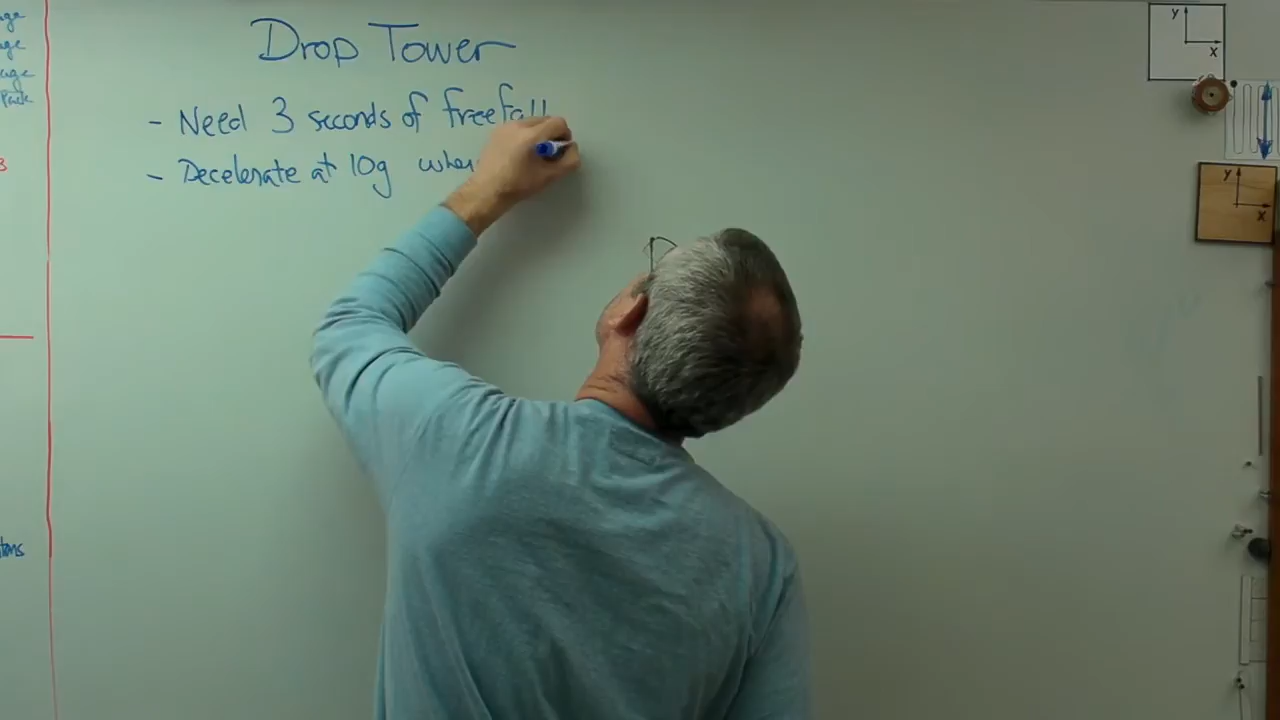 Drop Tower
- Need 3 seconds of freefall
- Decelerate at 10g
y
x
y
x